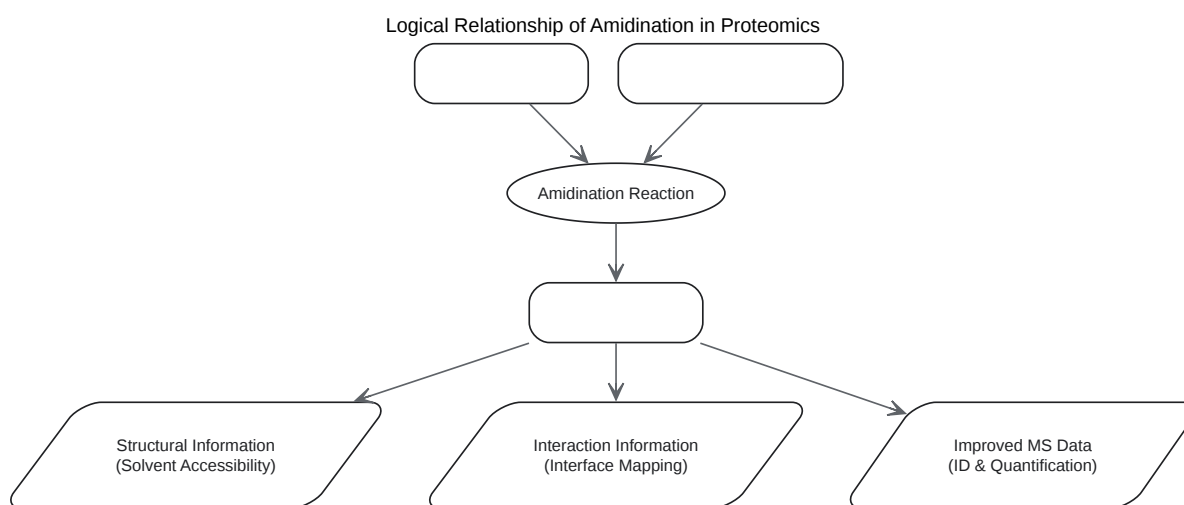 Logical Relationship of Amidination in Proteomics
Amidination Reaction
Structural Information
(Solvent Accessibility)
Interaction Information
(Interface Mapping)
Improved MS Data
(ID & Quantification)